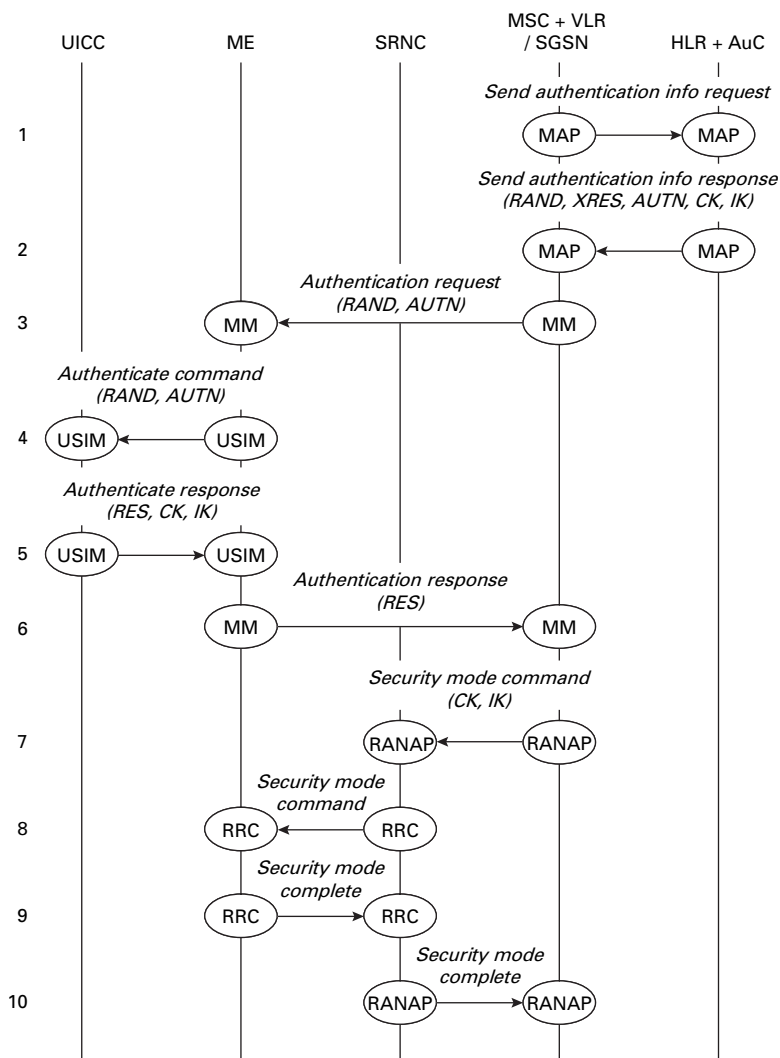 MSC + VLR
UICC ME SRNC / SGSN HLR + AuC
Send authentication info request
1 MAP MAP
Send authentication info response
(RAND, XRES, AUTN, CK, IK)
2 MAP MAP
Authentication request
(RAND, AUTN)
3 MM MM
Authenticate command
(RAND, AUTN)
4 USIM USIM
Authenticate response
(RES, CK, IK)
5 USIM USIM
Authentication response
(RES)
6 MM MM
Security mode command
(CK, IK)
7 RANAP RANAP
Security mode
command
8 RRC RRC
Security mode
complete
9 RRC RRC
Security mode
complete
10 RANAP RANAP